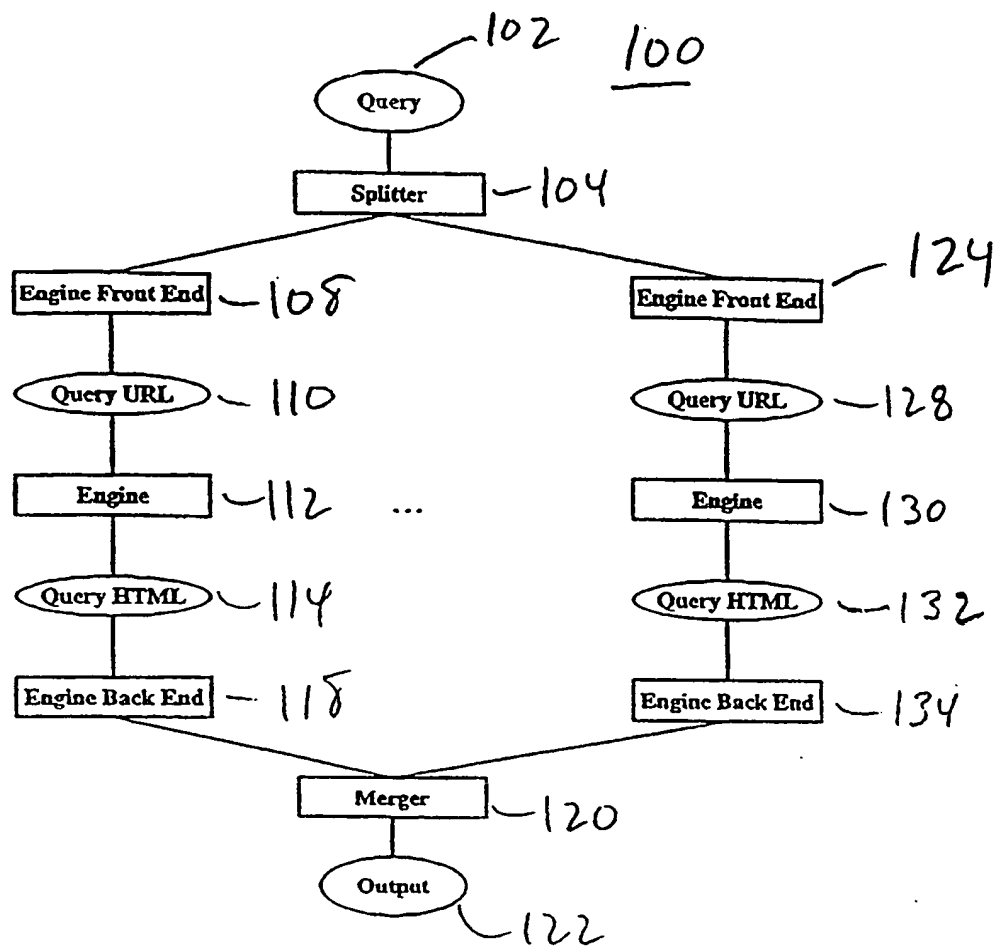 102
100
Query
Splitter
104
124
Engine Front End
108
Engine Front End
Query URL
110
Query URL
128
Engine
112
...
Engine
130
Query HTML
114
Query HTML
132
Engine Back End
118
Engine Back End
134
Merger
120
Output
122